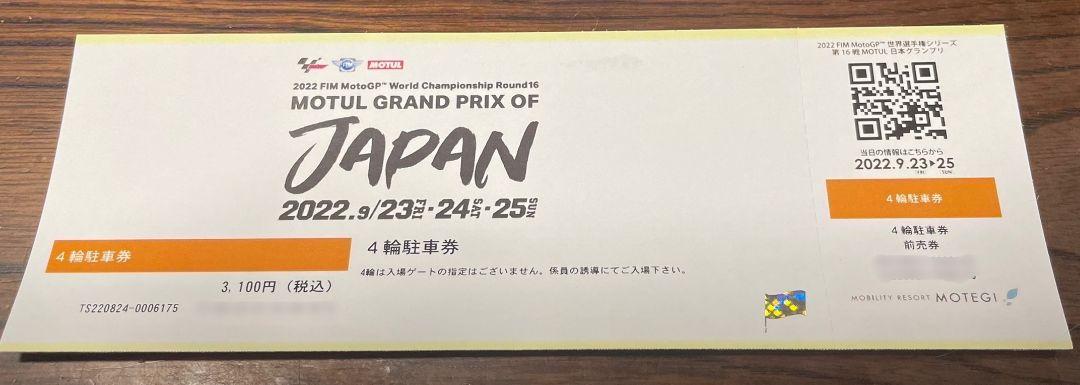 FIM
MOTUL
2022 FIM MotoGP™ World Championship Round16
MOTUL GRAND PRIX OF
JAPAN
2022.9/23FRI-24SAT-25SUN
4輪駐車券
4輪駐車券
4輪は入場ゲートの指定はございません。係員の誘導にてご入場下さい。
3,100円（税込）
TS220824-0006175
2022 FIM MotoGP™ 世界選手権シリーズ
第16戦 MOTUL 日本グランプリ
当日の情報はこちらから
2022.9.23▶25
(FRI) (SUN)
4輪駐車券
4輪駐車券
前売券
MOBILITY RESORT MOTEGI